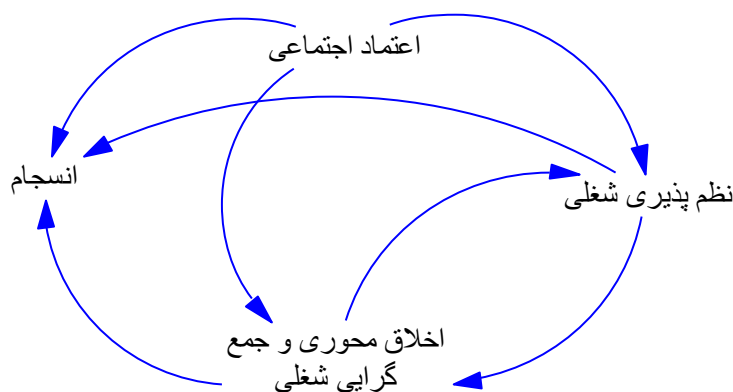 اعتماد اجتماعی
انسجام
نظم پذیری شغلی
اخلاق محوری و جمع
گرایی شغلی